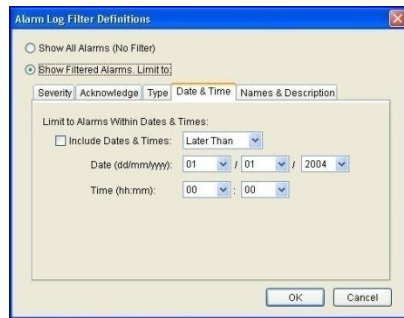 Alarm Log Filter Definitions
Show All Alarms (No Filter)
Show Filtered Alarms. Limit to:
Severity Acknowledge Type Date & Time Names & Description
Limit to Alarms Within Dates & Times:
Include Dates & Times: Later Than
Date (dd/mm/yyyy): 01 / 01 / 2004
Time (hh:mm): 00 : 00
OK Cancel